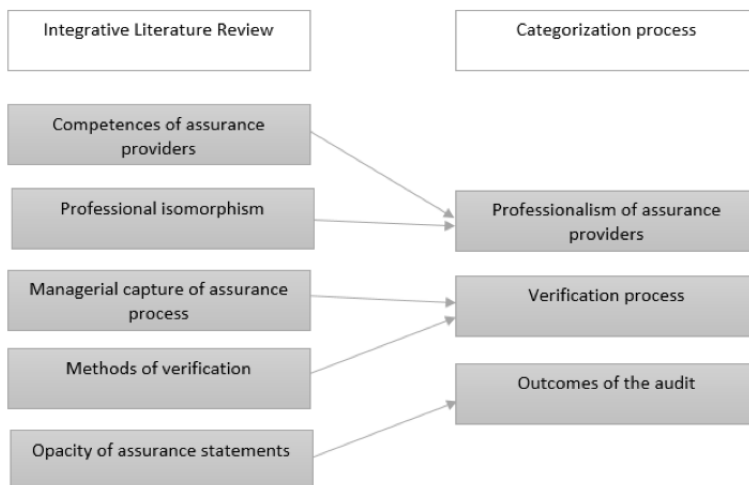 Integrative Literature Review
Categorization process
Competences of assurance
providers
Professional isomorphism
Professionalism of assurance
providers
Managerial capture of assurance
process
Verification process
Methods of verification
Outcomes of the audit
Opacity of assurance statements